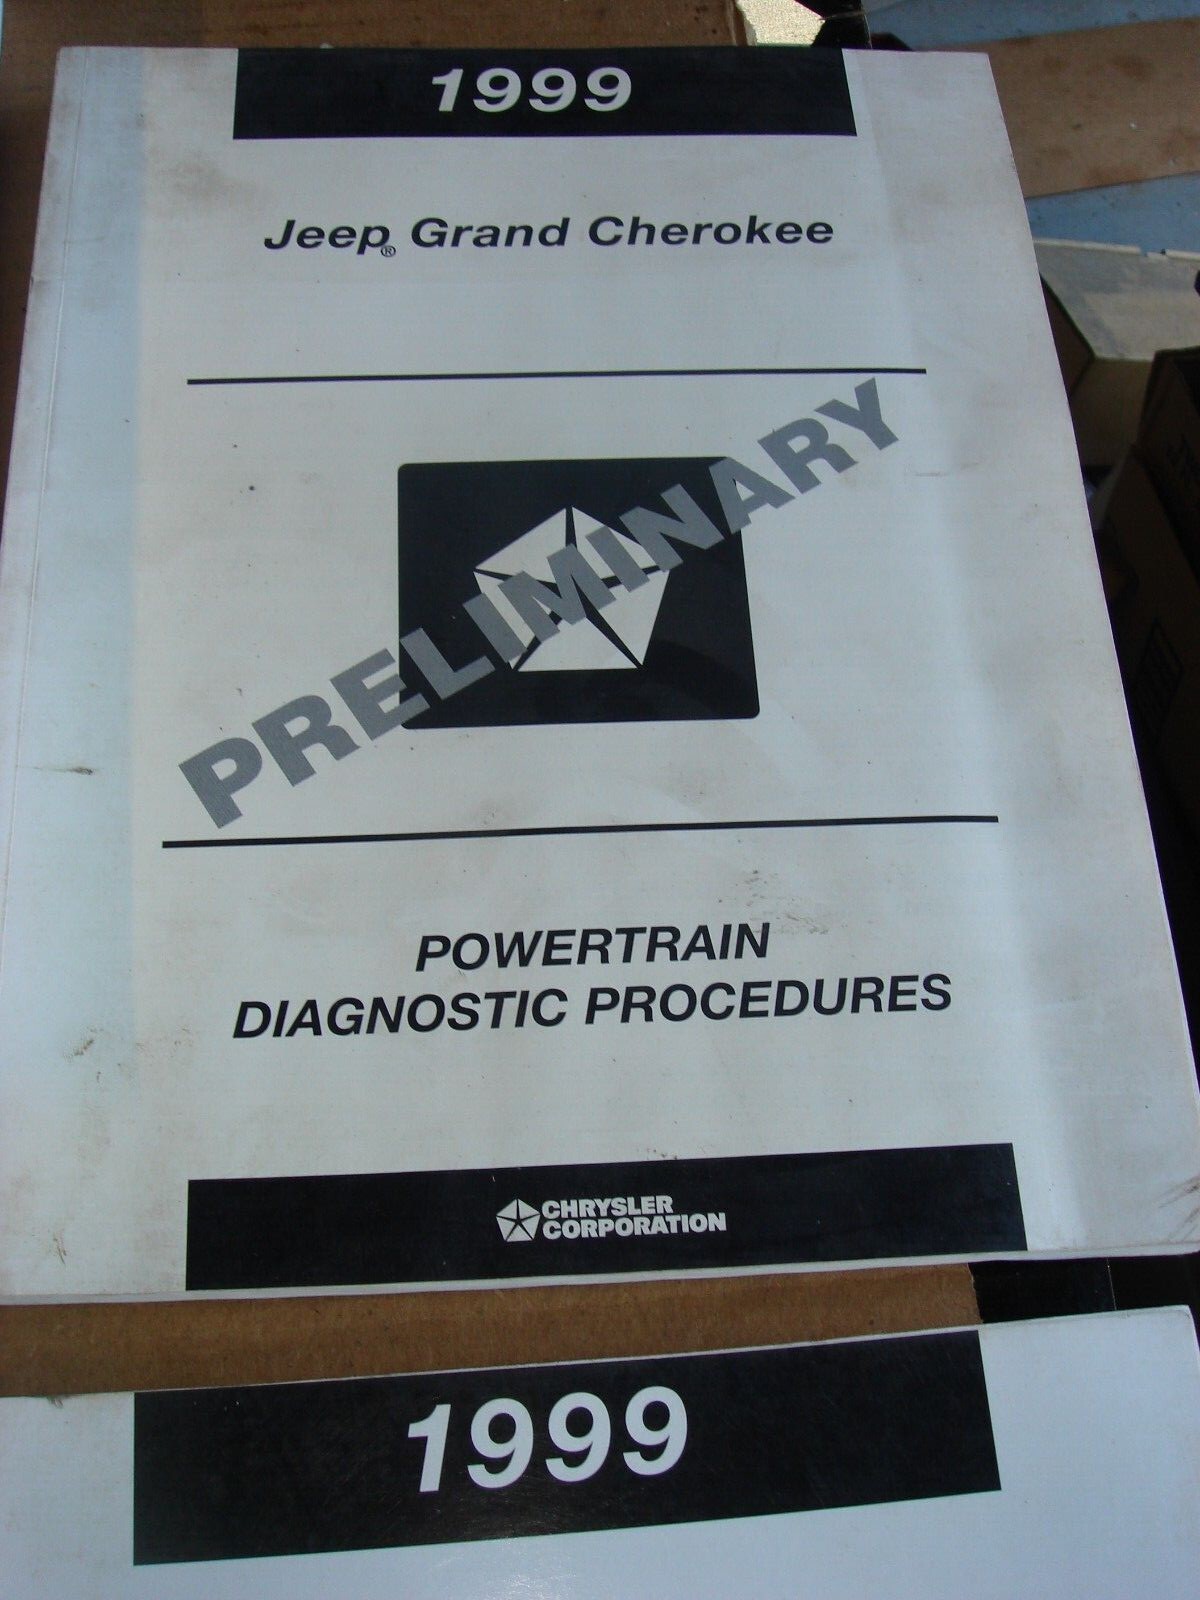 1999
Jeep® Grand Cherokee
PRELIMINARY
POWERTRAIN
DIAGNOSTIC PROCEDURES
CHRYSLER
CORPORATION
1999